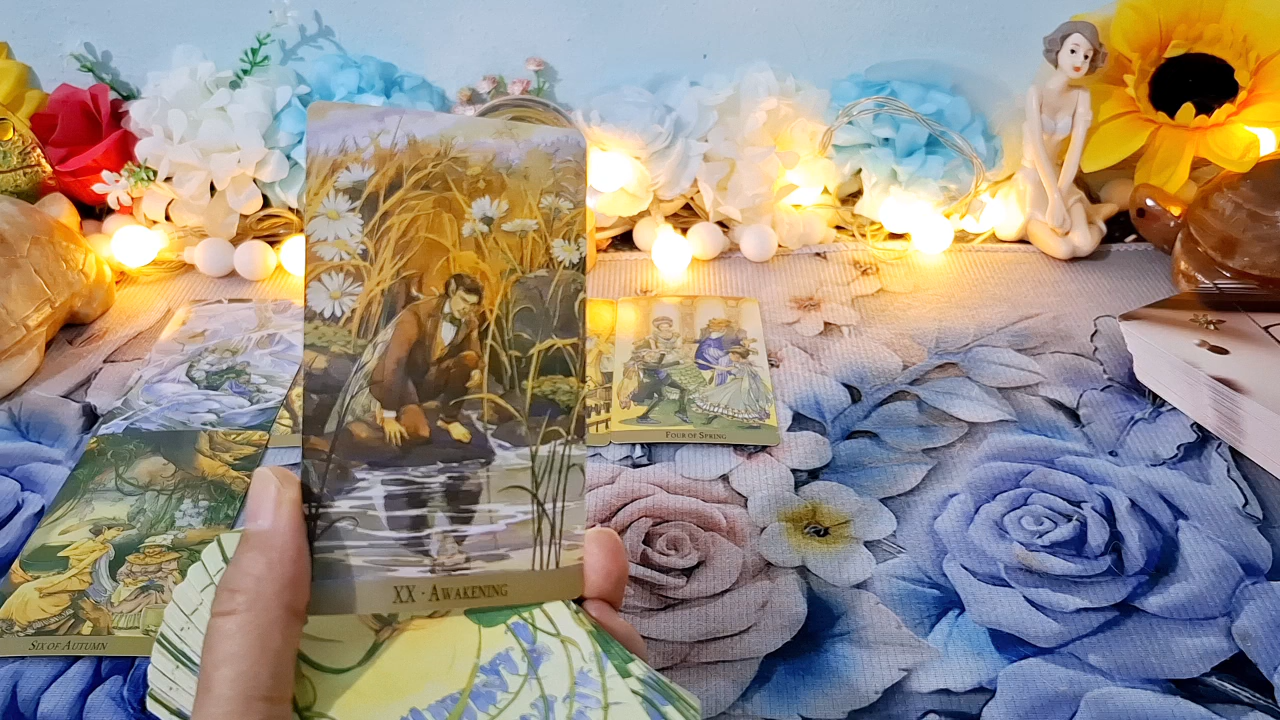 XX · AWAKENING
FOUR OF SPRING
SIX OF AUTUMN